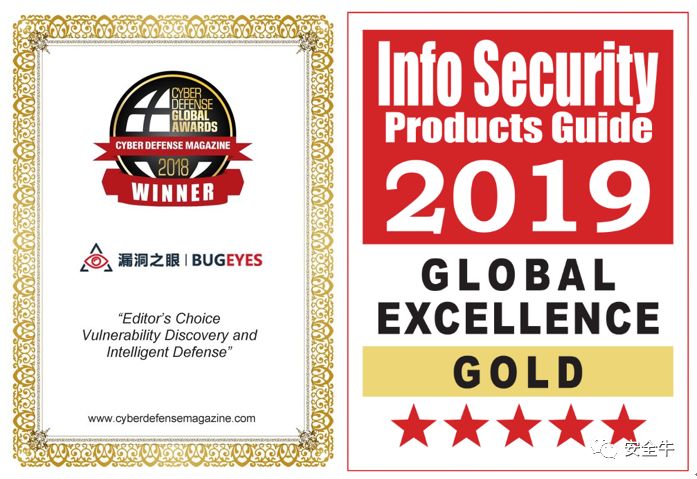 CYBER
DEFENSE
GLOBAL
AWARDS
CYBER DEFENSE MAGAZINE
2018
WINNER
漏洞之眼 | BUGEYES
“Editor’s Choice
Vulnerability Discovery and
Intelligent Defense”
www.cyberdefensemagazine.com
Info Security
Products Guide
2019
GLOBAL
EXCELLENCE
GOLD
安全牛